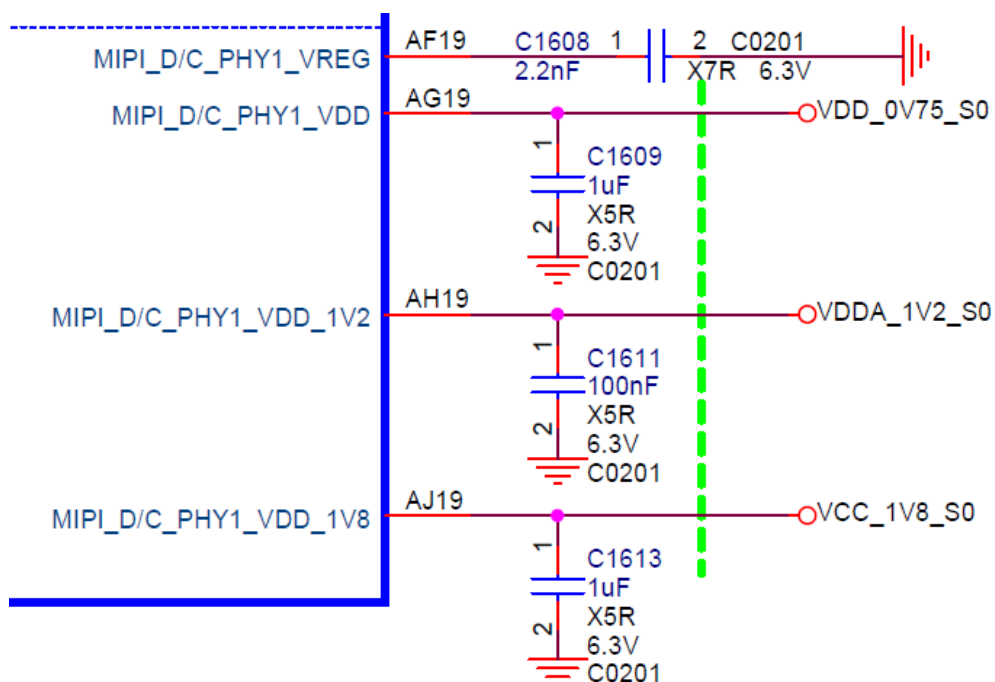 MIPI_D/C_PHY1_VREG AF19 C1608 1 2 C0201
2.2nF X7R 6.3V
MIPI_D/C_PHY1_VDD AG19 VDD_0V75_S0
1
C1609
1uF
X5R
2
6.3V
C0201
MIPI_D/C_PHY1_VDD_1V2 AH19 VDDA_1V2_S0
1
C1611
100nF
X5R
2
6.3V
C0201
MIPI_D/C_PHY1_VDD_1V8 AJ19 VCC_1V8_S0
1
C1613
1uF
X5R
2
6.3V
C0201